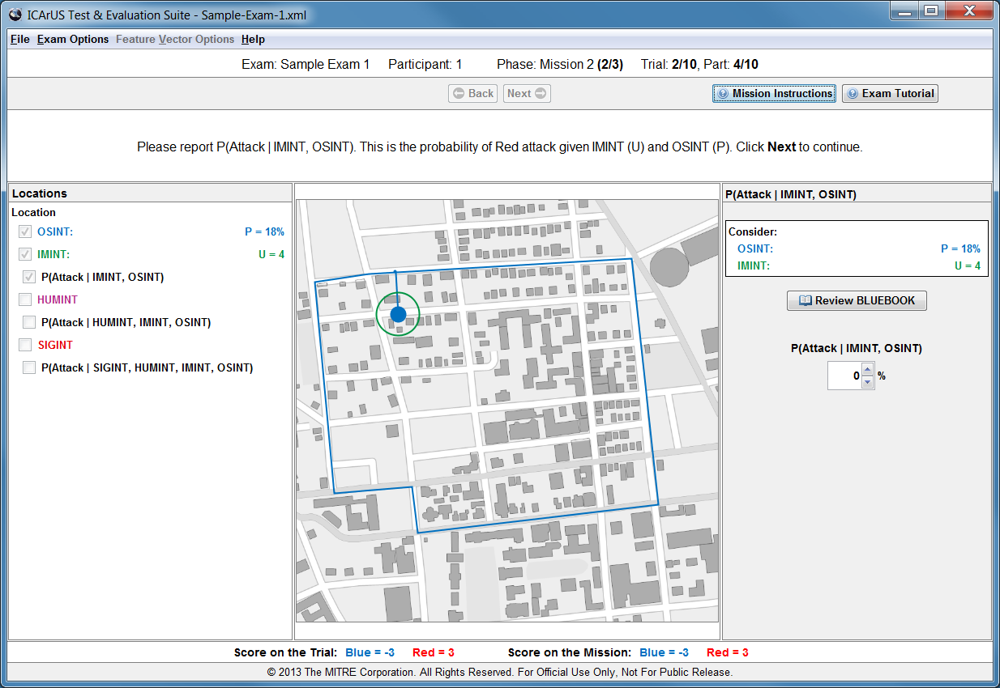 ICArUS Test & Evaluation Suite - Sample-Exam-1.xml
File Exam Options Feature Vector Options Help
Exam: Sample Exam 1 Participant: 1 Phase: Mission 2 (2/3) Trial: 2/10, Part: 4/10
Back Next Mission Instructions Exam Tutorial
Please report P(Attack | IMINT, OSINT). This is the probability of Red attack given IMINT (U) and OSINT (P). Click Next to continue.
Locations
Location
OSINT: P = 18%
IMINT: U = 4
P(Attack | IMINT, OSINT)
HUMINT
P(Attack | HUMINT, IMINT, OSINT)
SIGINT
P(Attack | SIGINT, HUMINT, IMINT, OSINT)
P(Attack | IMINT, OSINT)
Consider:
OSINT: P = 18%
IMINT: U = 4
Review BLUEBOOK
P(Attack | IMINT, OSINT)
0 %
Score on the Trial: Blue = -3 Red = 3 Score on the Mission: Blue = -3 Red = 3
© 2013 The MITRE Corporation. All Rights Reserved. For Official Use Only, Not For Public Release.